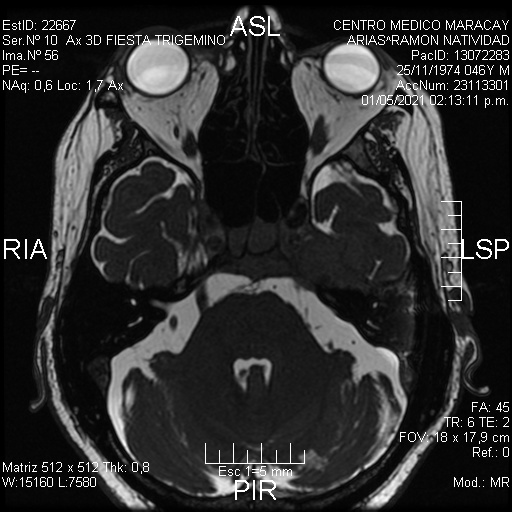 EstID: 22667
Ser.Nº 10 Ax 3D FIESTA TRIGEMINO
Ima.Nº 56
PE= --
NAq: 0,6 Loc: 1,7 Ax
ASL
CENTRO MEDICO MARACAY
ARIAS^RAMON NATIVIDAD
PacID: 13072283
25/11/1974 046Y M
AccNum: 23113301
01/05/2021 02:13:11 p.m.
RIA
LSP
FA: 45
TR: 6 TE: 2
FOV: 18 x 17,9 cm
Ref.: 0
Mod.: MR
Matriz 512 x 512 Thk: 0,8
W:15160 L:7580
Esc.1=5 mm
PIR